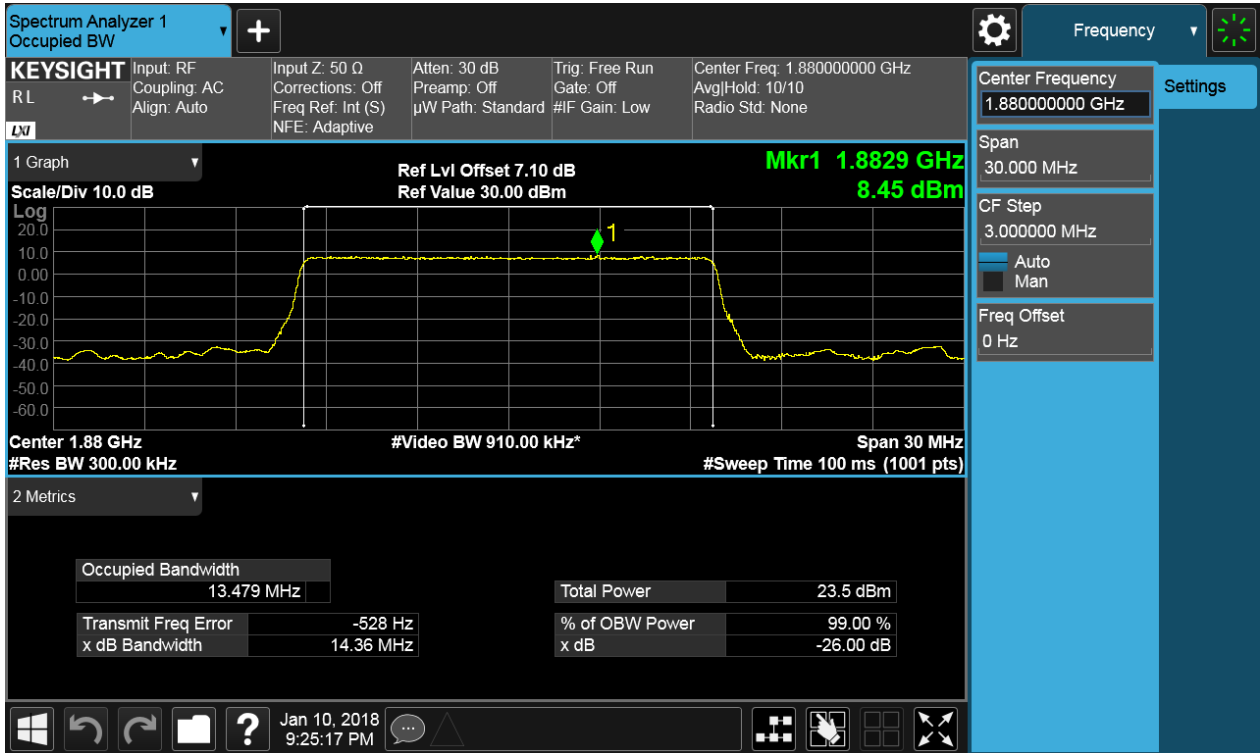 Spectrum Analyzer 1
Occupied BW
+
Frequency
KEYSIGHT
RL
LXI
Input: RF
Coupling: AC
Align: Auto
Input Z: 50 Ω
Corrections: Off
Freq Ref: Int (S)
NFE: Adaptive
Atten: 30 dB
Preamp: Off
µW Path: Standard
Trig: Free Run
Gate: Off
#IF Gain: Low
Center Freq: 1.880000000 GHz
Avg|Hold: 10/10
Radio Std: None
Center Frequency
1.880000000 GHz
Settings
Span
30.000 MHz
CF Step
3.000000 MHz
Auto
Man
Freq Offset
0 Hz
1 Graph
Scale/Div 10.0 dB
Ref Lvl Offset 7.10 dB
Ref Value 30.00 dBm
Mkr1 1.8829 GHz
8.45 dBm
Log
20.0
10.0
0.00
-10.0
-20.0
-30.0
-40.0
-50.0
-60.0
1
Center 1.88 GHz
#Video BW 910.00 kHz*
Span 30 MHz
#Res BW 300.00 kHz
#Sweep Time 100 ms (1001 pts)
2 Metrics
Occupied Bandwidth
13.479 MHz
Total Power 23.5 dBm
Transmit Freq Error -528 Hz
% of OBW Power 99.00 %
x dB Bandwidth 14.36 MHz
x dB -26.00 dB
?
Jan 10, 2018
9:25:17 PM